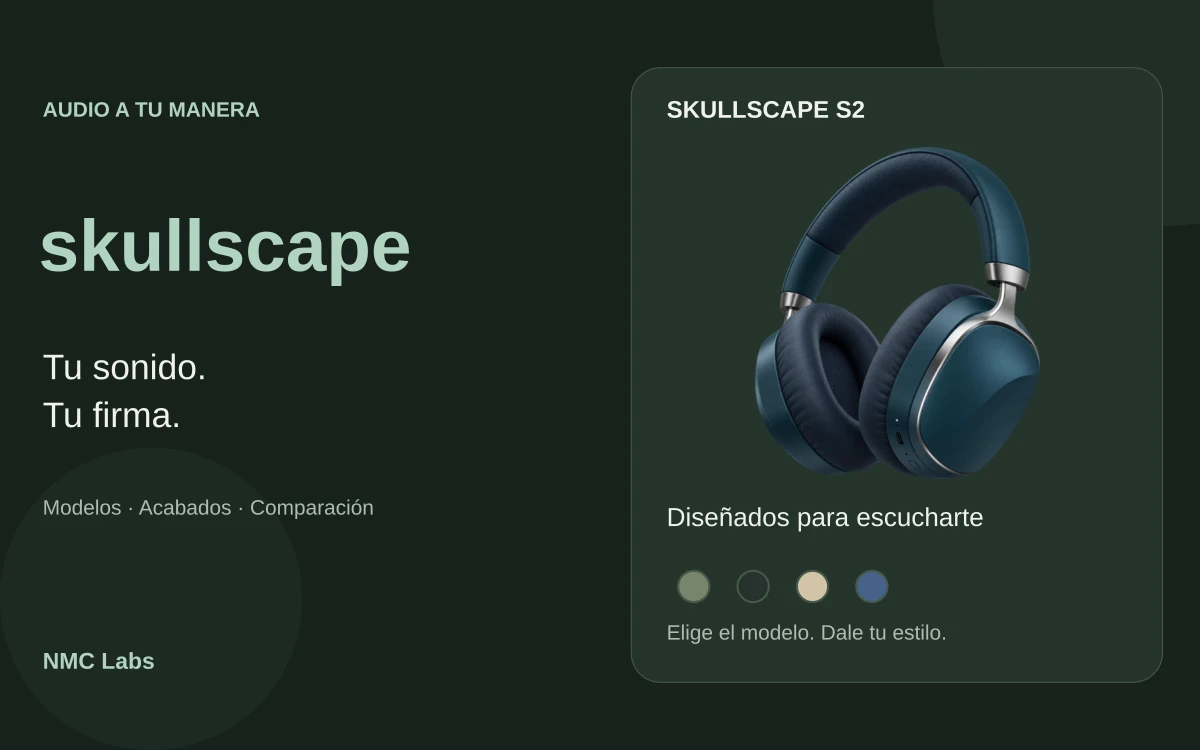 AUDIO A TU MANERA
skullscape
Tu sonido.
Tu firma.
Modelos · Acabados · Comparación
NMC Labs
SKULLSCAPE S2
Diseñados para escucharte
Elige el modelo. Dale tu estilo.